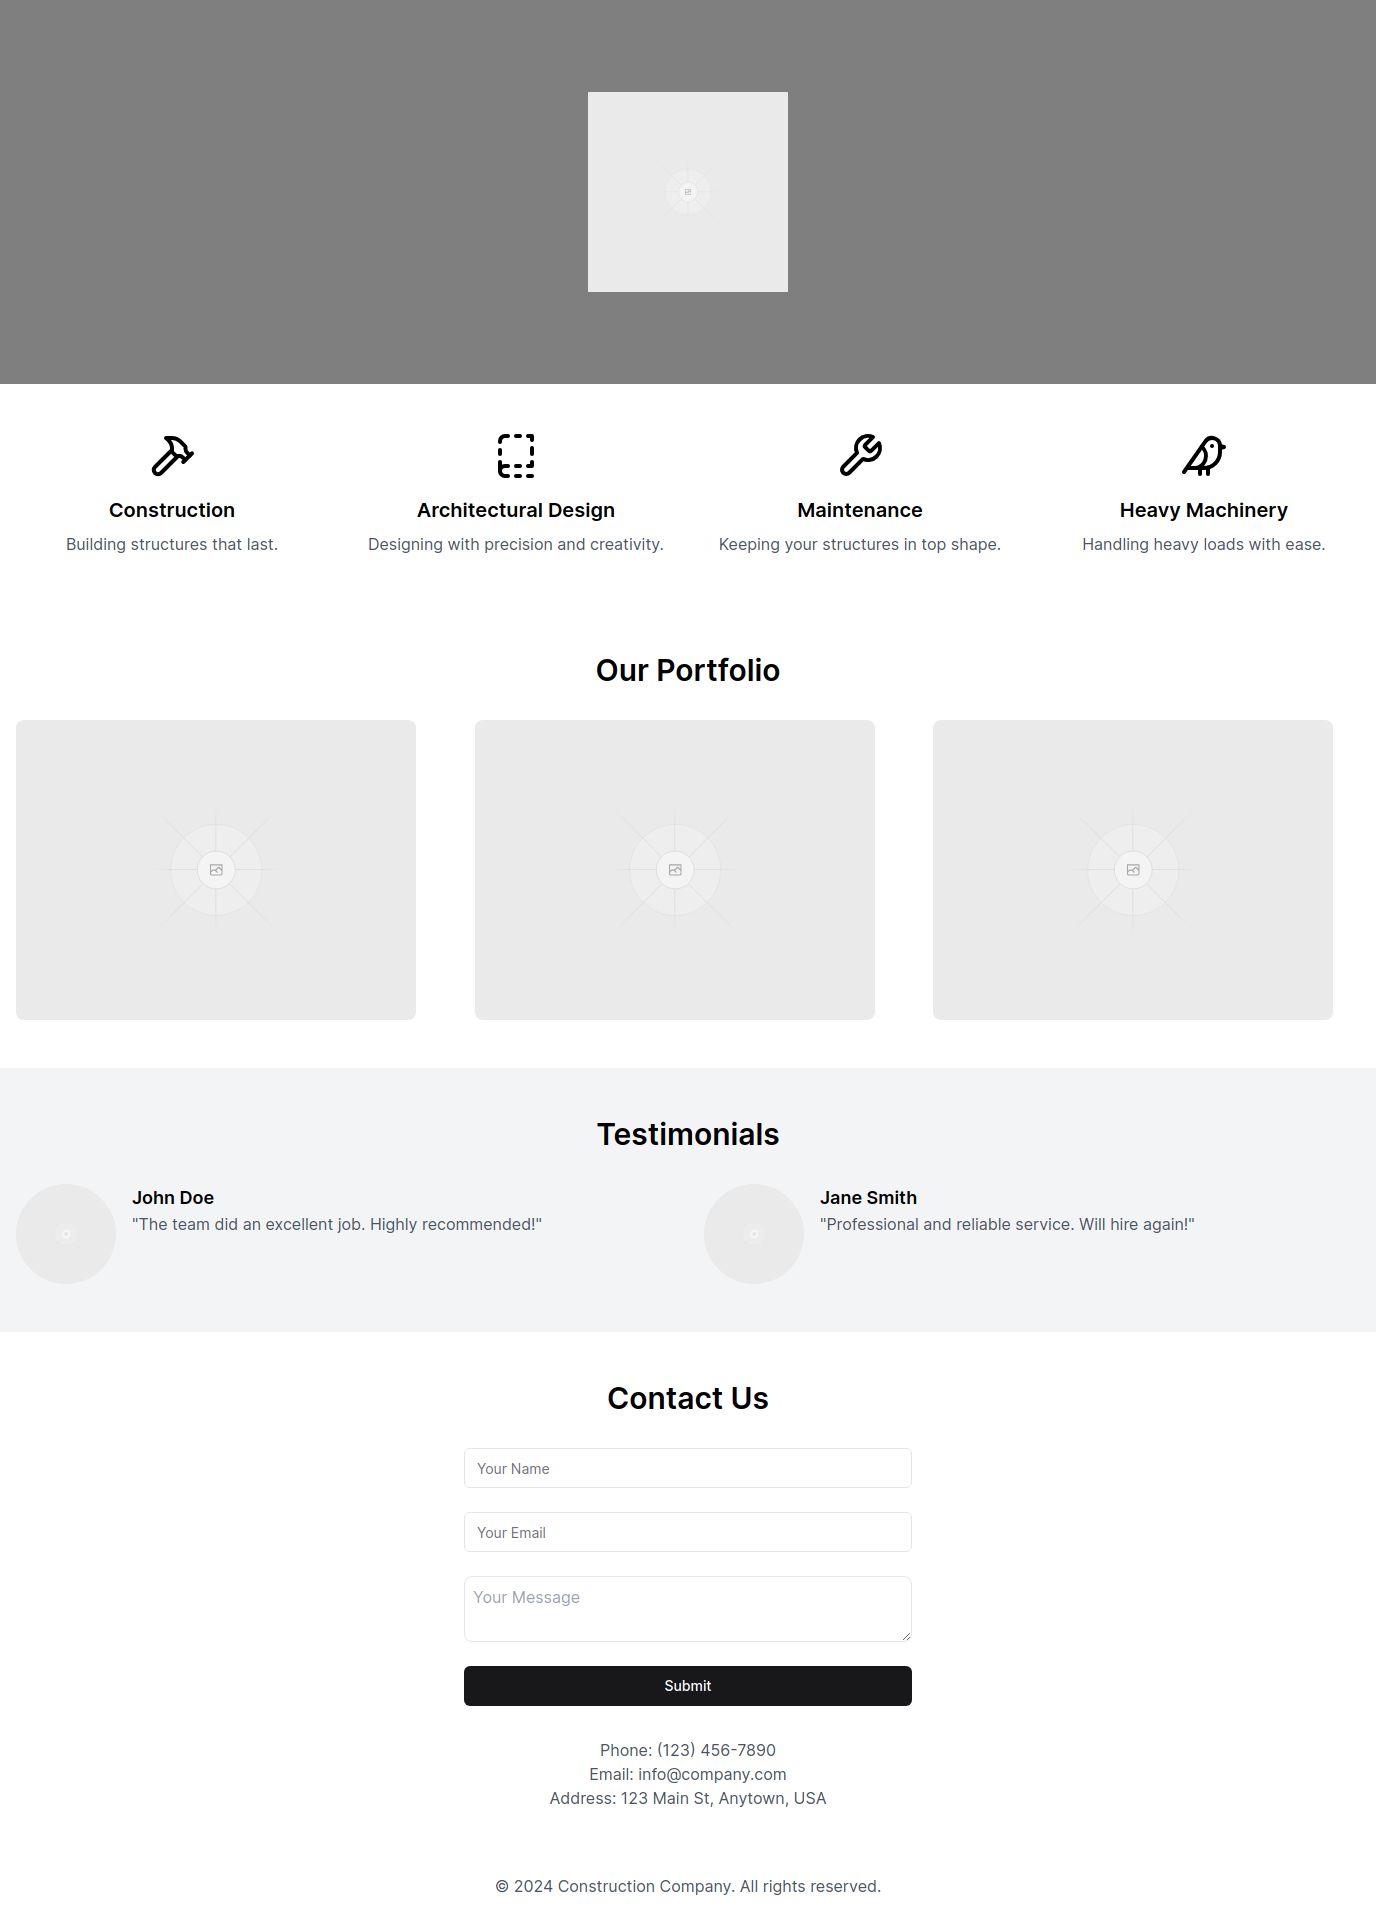 Construction
Building structures that last.
Architectural Design
Designing with precision and creativity.
Maintenance
Keeping your structures in top shape.
Heavy Machinery
Handling heavy loads with ease.
Our Portfolio
Testimonials
John Doe
"The team did an excellent job. Highly recommended!"
Jane Smith
"Professional and reliable service. Will hire again!"
Contact Us
Your Name
Your Email
Your Message
Submit
Phone: (123) 456-7890
Email: info@company.com
Address: 123 Main St, Anytown, USA
© 2024 Construction Company. All rights reserved.